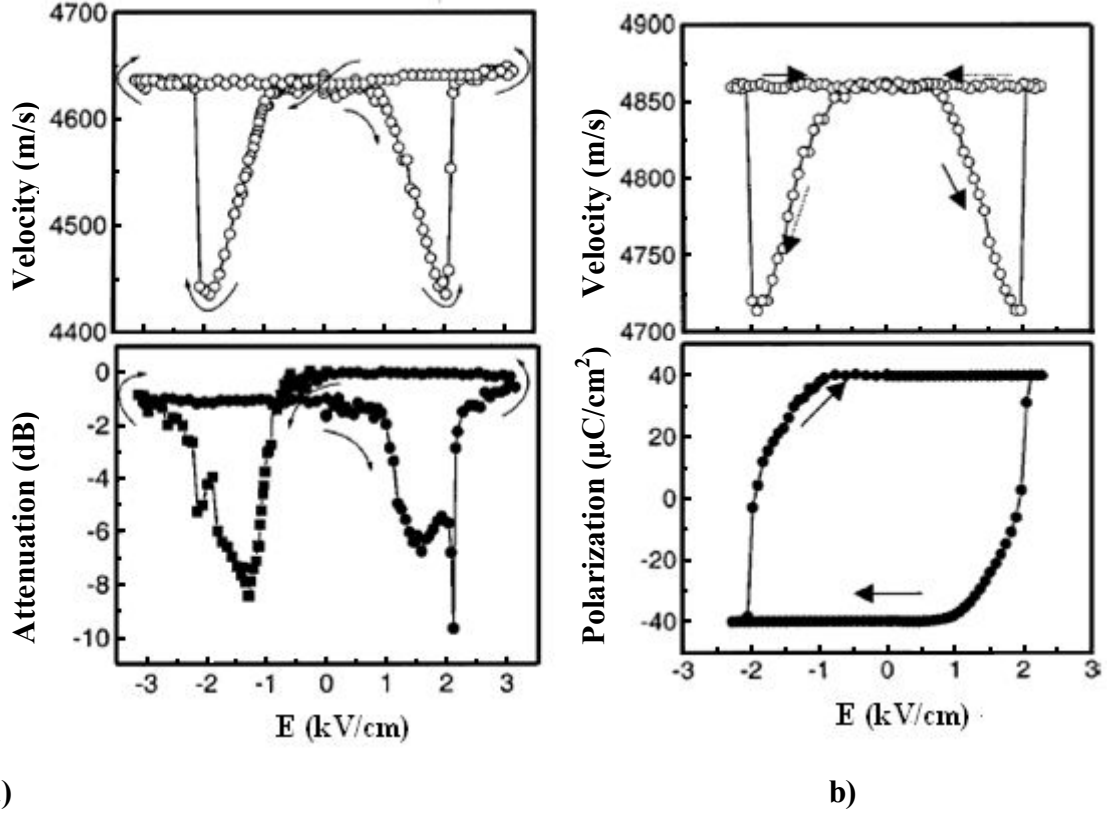 4700
4600
4500
4400
Velocity (m/s)
0
-2
-4
-6
-8
-10
Attenuation (dB)
-3 -2 -1 0 1 2 3
E (kV/cm)
4900
4850
4800
4750
4700
Velocity (m/s)
40
20
0
-20
-40
Polarization (μC/cm²)
-3 -2 -1 0 1 2 3
E (kV/cm)
)
b)